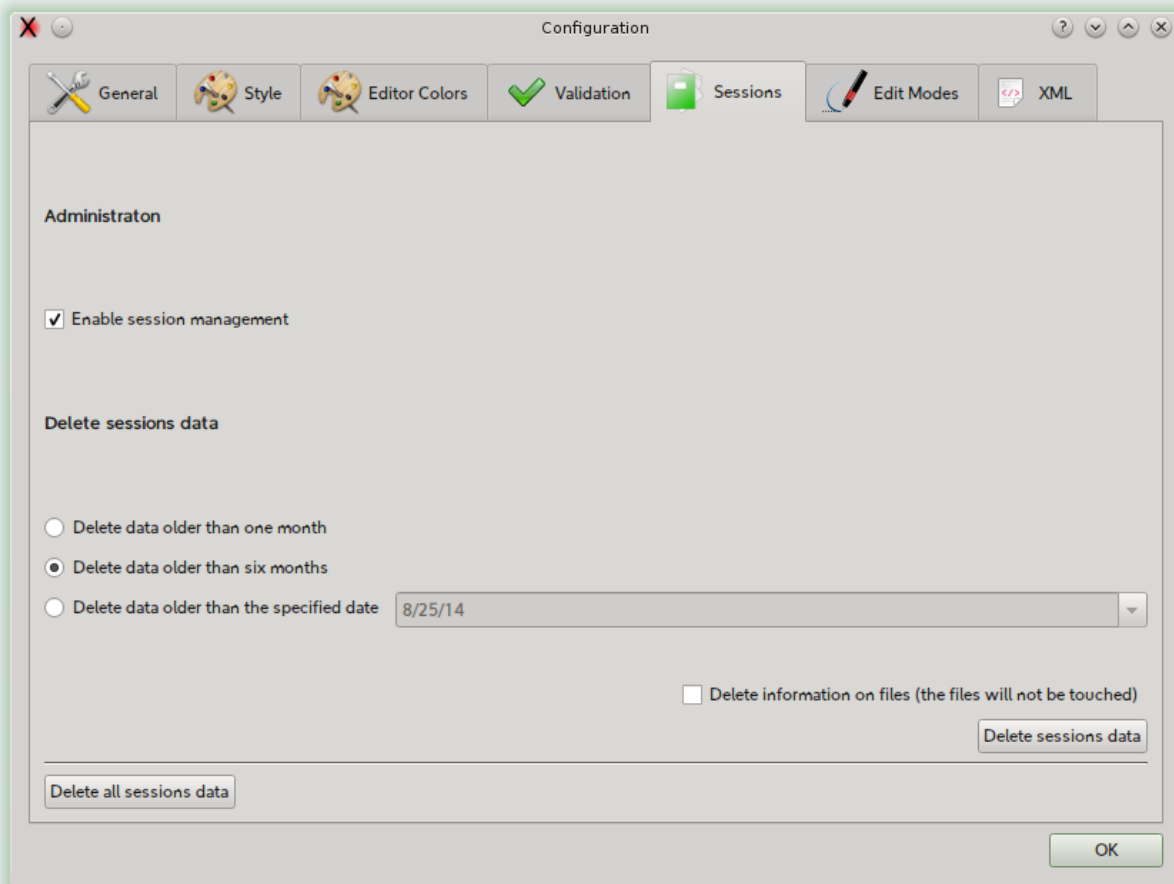 Configuration
General Style Editor Colors Validation Sessions Edit Modes XML
Administraton
Enable session management
Delete sessions data
Delete data older than one month
Delete data older than six months
Delete data older than the specified date 8/25/14
Delete information on files (the files will not be touched)
Delete sessions data
Delete all sessions data
OK